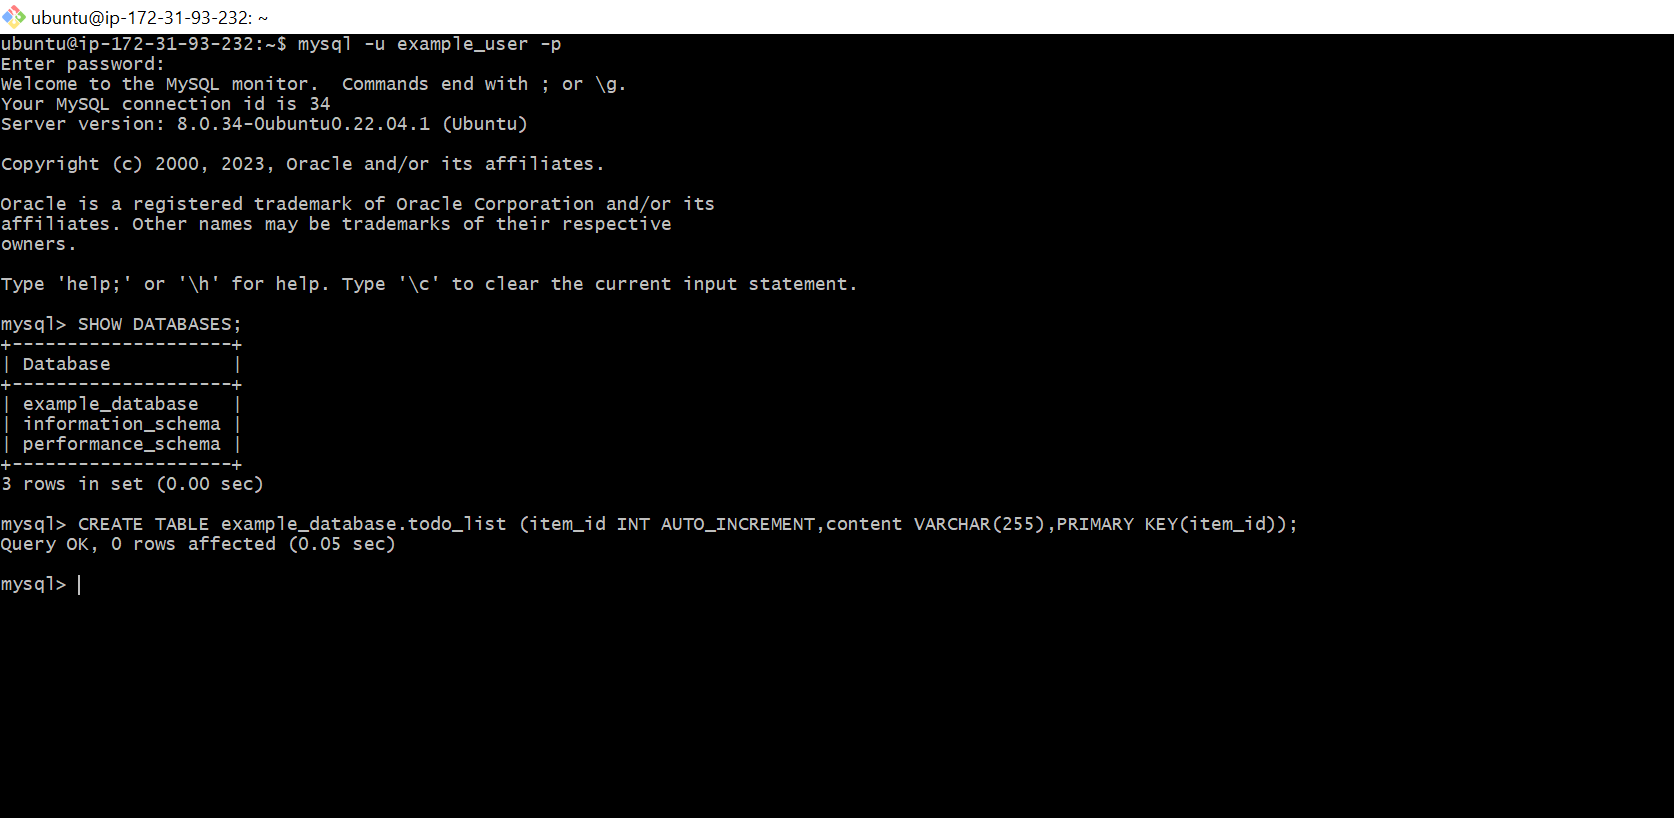 ubuntu@ip-172-31-93-232: ~
ubuntu@ip-172-31-93-232:~$ mysql -u example_user -p
Enter password:
Welcome to the MySQL monitor.  Commands end with ; or \g.
Your MySQL connection id is 34
Server version: 8.0.34-0ubuntu0.22.04.1 (Ubuntu)

Copyright (c) 2000, 2023, Oracle and/or its affiliates.

Oracle is a registered trademark of Oracle Corporation and/or its
affiliates. Other names may be trademarks of their respective
owners.

Type 'help;' or '\h' for help. Type '\c' to clear the current input statement.

mysql> SHOW DATABASES;
+--------------------+
| Database           |
+--------------------+
| example_database   |
| information_schema |
| performance_schema |
+--------------------+
3 rows in set (0.00 sec)

mysql> CREATE TABLE example_database.todo_list (item_id INT AUTO_INCREMENT,content VARCHAR(255),PRIMARY KEY(item_id));
Query OK, 0 rows affected (0.05 sec)

mysql>